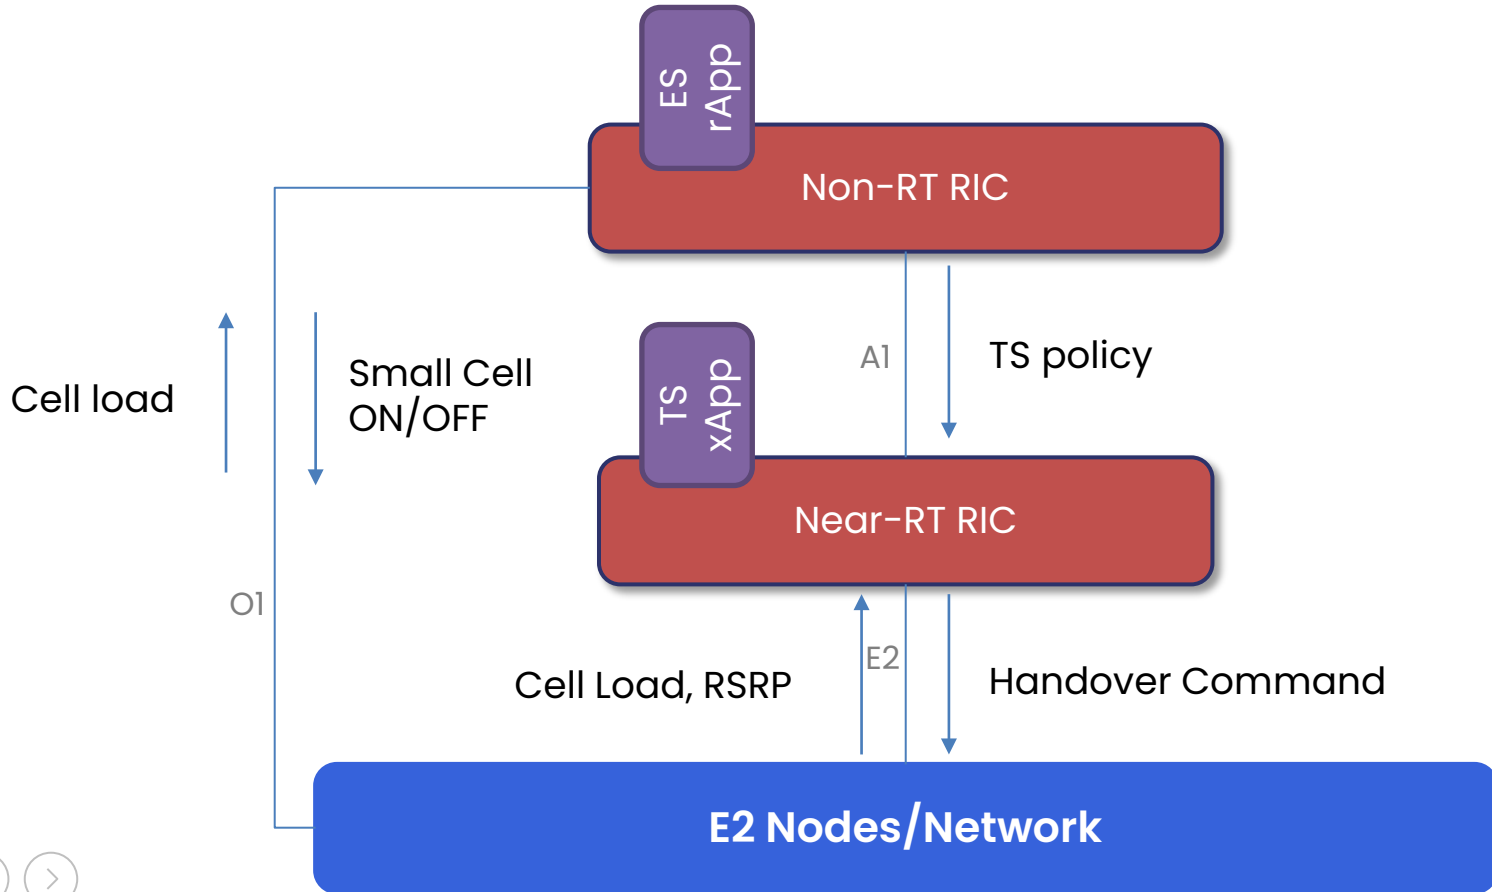 ES
rApp
Non-RT RIC
Cell load
Small Cell
ON/OFF
A1
TS policy
TS
xApp
Near-RT RIC
O1
Cell Load, RSRP
E2
Handover Command
E2 Nodes/Network